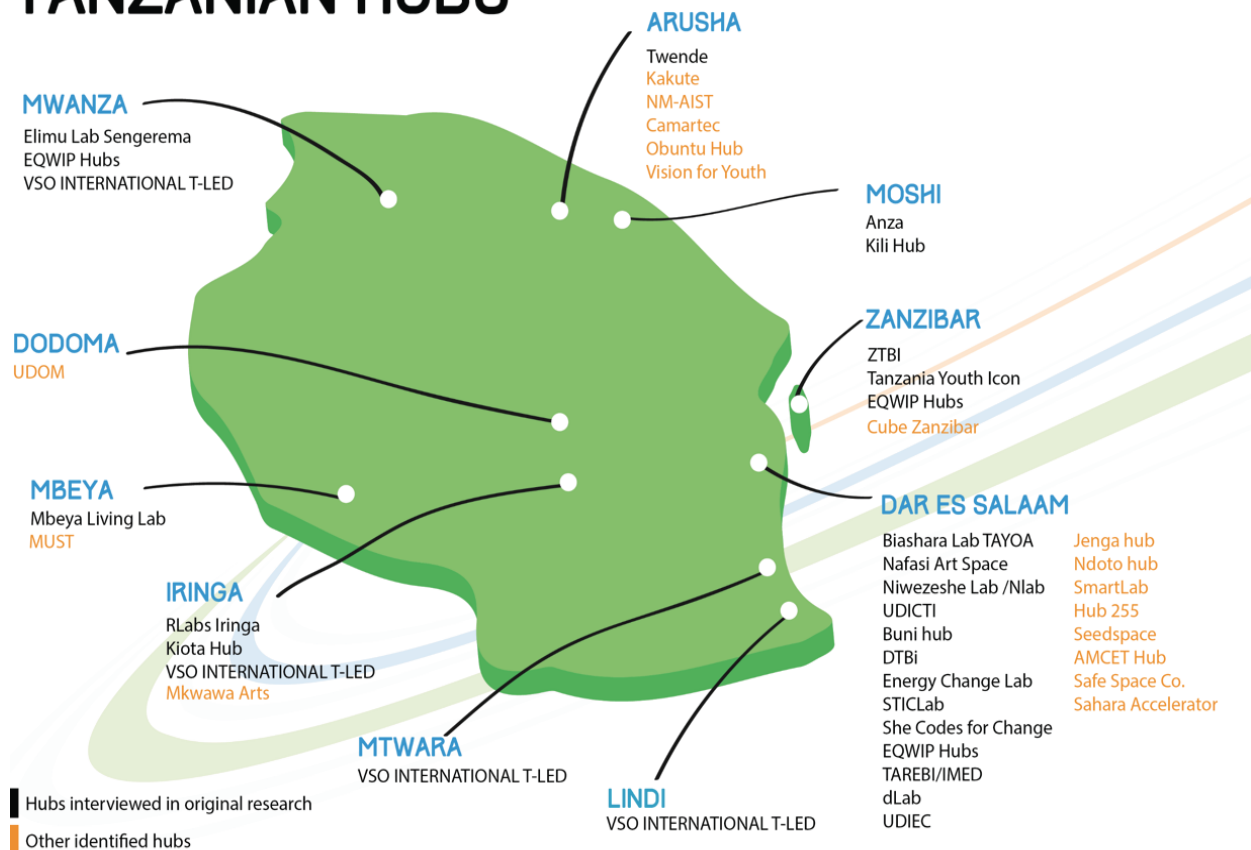 TANZANIAN HUBS
ARUSHA
Twende
Kakute
NM-AIST
Camartec
Obuntu Hub
Vision for Youth
MWANZA
Elimu Lab Sengerema
EQWIP Hubs
VSO INTERNATIONAL T-LED
MOSHI
Anza
Kili Hub
ZANZIBAR
ZTBI
Tanzania Youth Icon
EQWIP Hubs
Cube Zanzibar
DODOMA
UDOM
MBEYA
Mbeya Living Lab
MUST
DAR ES SALAAM
Biashara Lab TAYOA
Nafasi Art Space
Niwezeshe Lab /Nlab
UDICTI
Buni hub
DTBi
Energy Change Lab
STICLab
She Codes for Change
EQWIP Hubs
TAREBI/IMED
dLab
UDIEC
Jenga hub
Ndoto hub
SmartLab
Hub 255
Seedspace
AMCET Hub
Safe Space Co.
Sahara Accelerator
IRINGA
RLabs Iringa
Kiota Hub
VSO INTERNATIONAL T-LED
Mkwawa Arts
MTWARA
VSO INTERNATIONAL T-LED
LINDI
VSO INTERNATIONAL T-LED
Hubs interviewed in original research
Other identified hubs